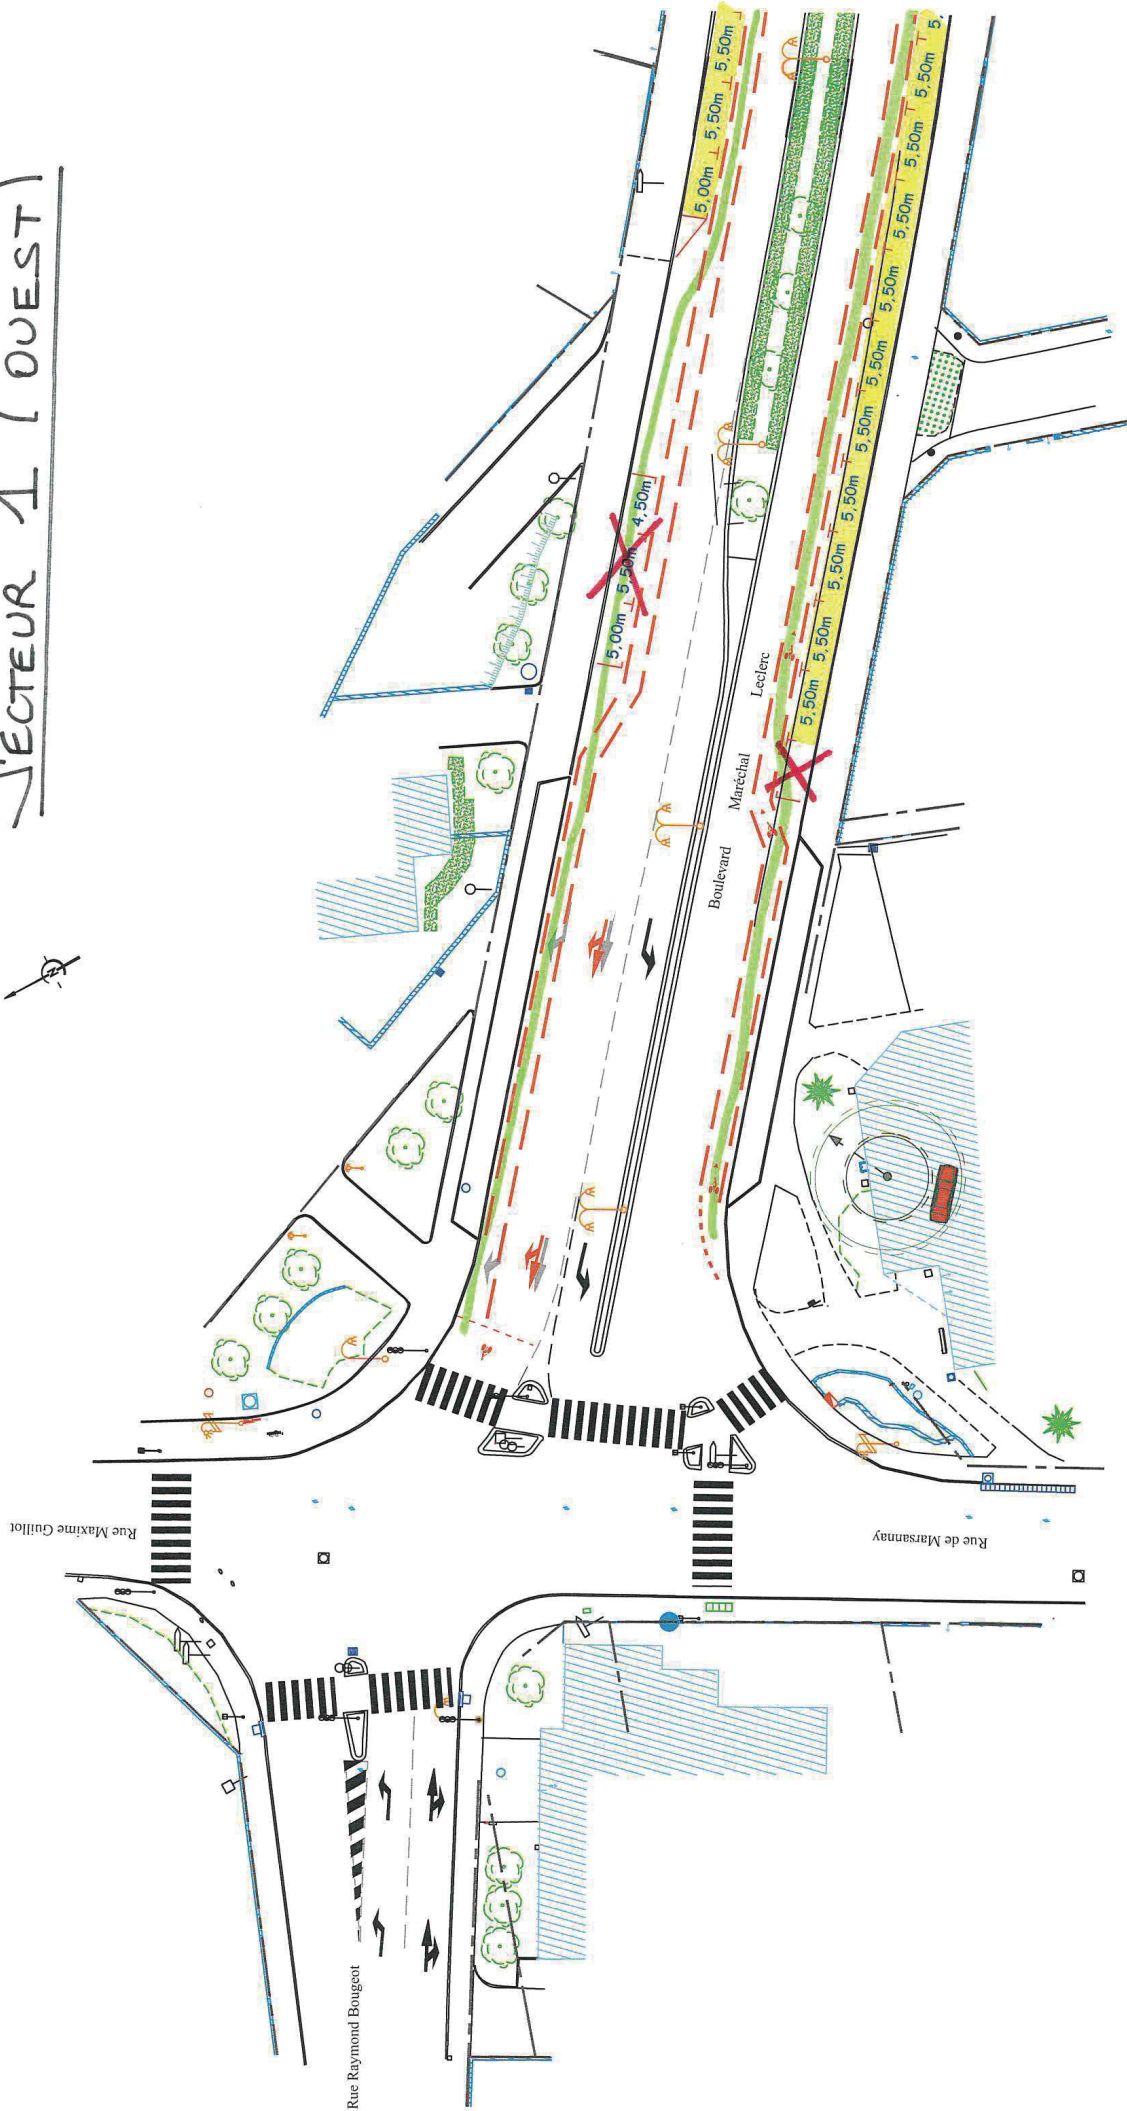 SECTEUR 1 (OUEST)
N
Rue Maxime Guillot
5,00m 5,50m 4,50m
5,00m 5,50m 5,50m
Boulevard Maréchal Leclerc
5,50m 5,50m 5,50m 5,50m 5,50m 5,50m 5,50m 5,50m 5,50m 5,50m 5,
Rue Raymond Bougeot
Rue de Marsannay